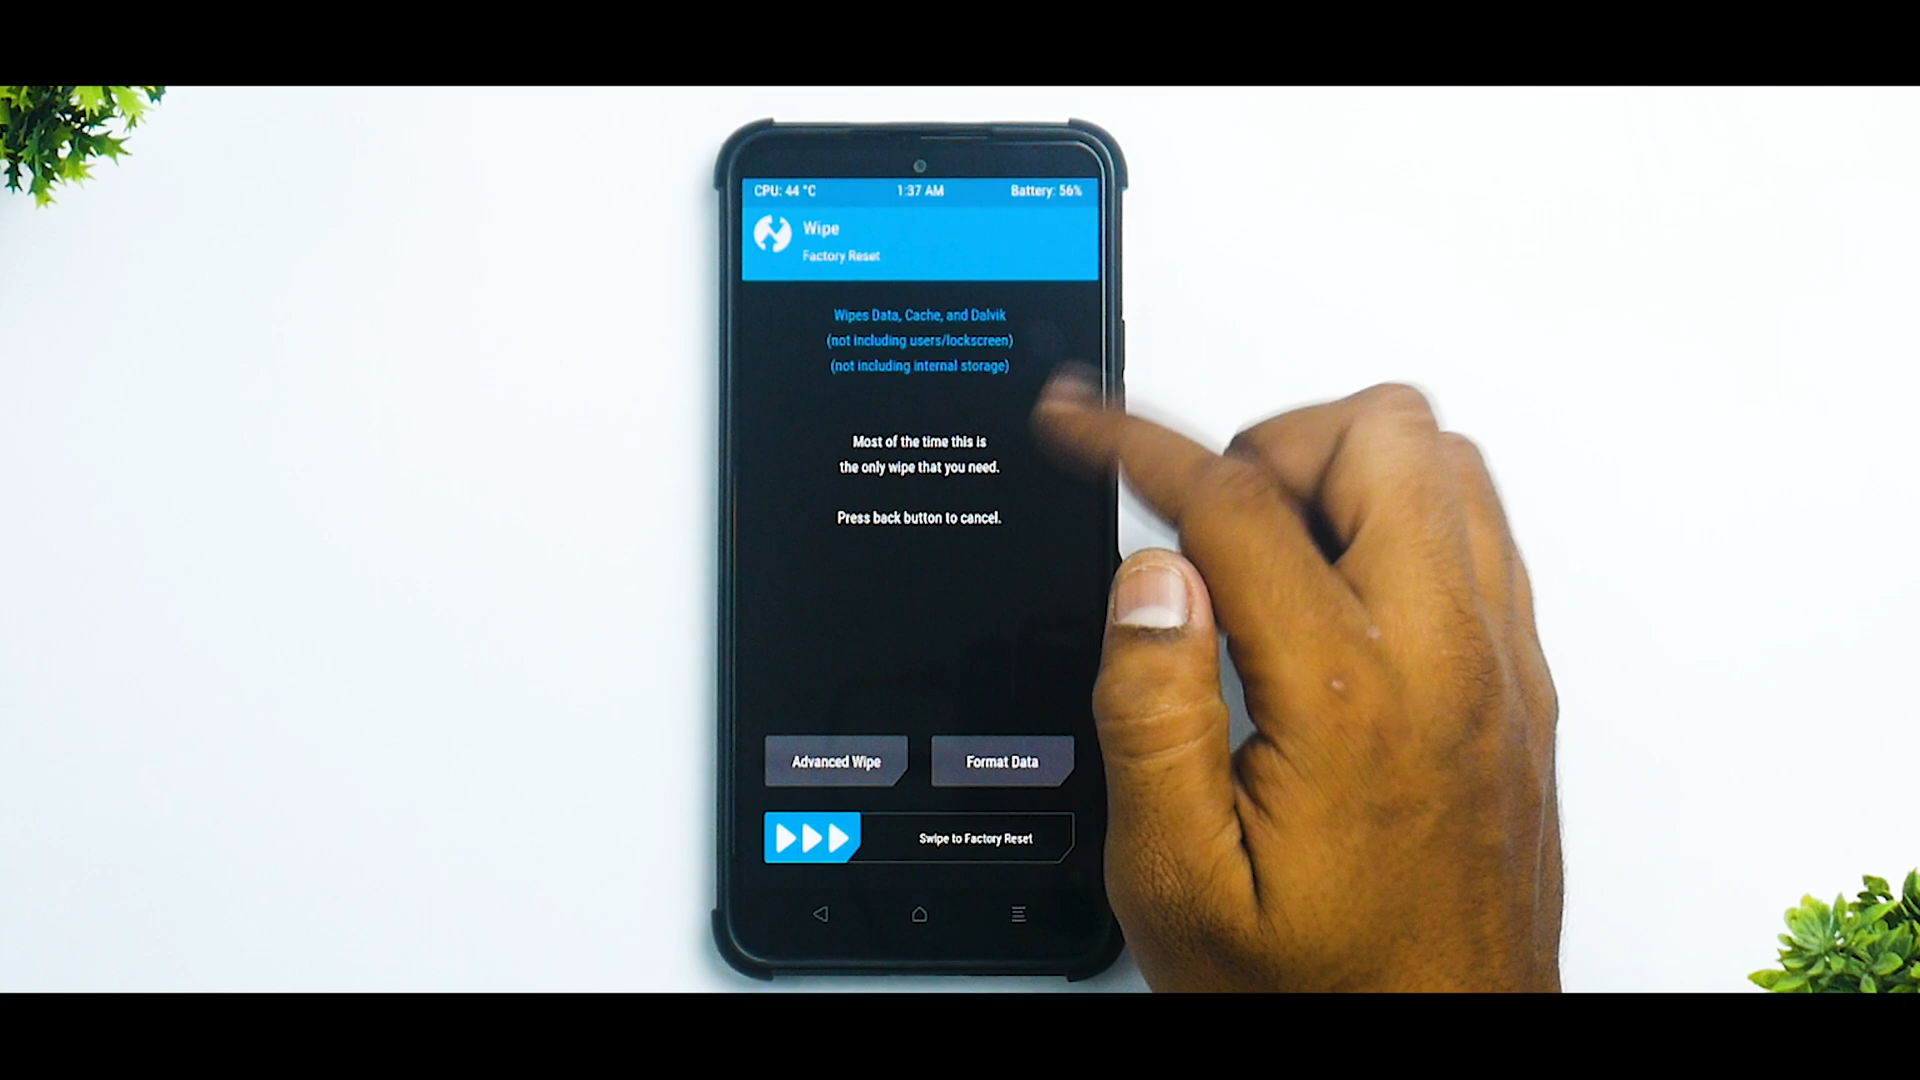 CPU: 44 °C 1:37 AM Battery: 56%
Wipe
Factory Reset
Wipes Data, Cache, and Dalvik
(not including users/lockscreen)
(not including internal storage)
Most of the time this is
the only wipe that you need.
Press back button to cancel.
Advanced Wipe Format Data
Swipe to Factory Reset